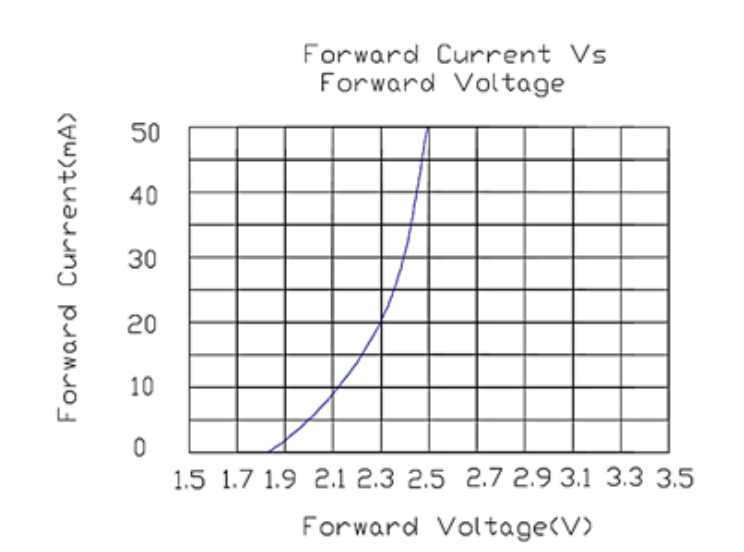 Forward Current Vs
Forward Voltage
Forward Current(mA)
50
40
30
20
10
0
1.5 1.7 1.9 2.1 2.3 2.5 2.7 2.9 3.1 3.3 3.5
Forward Voltage(V)